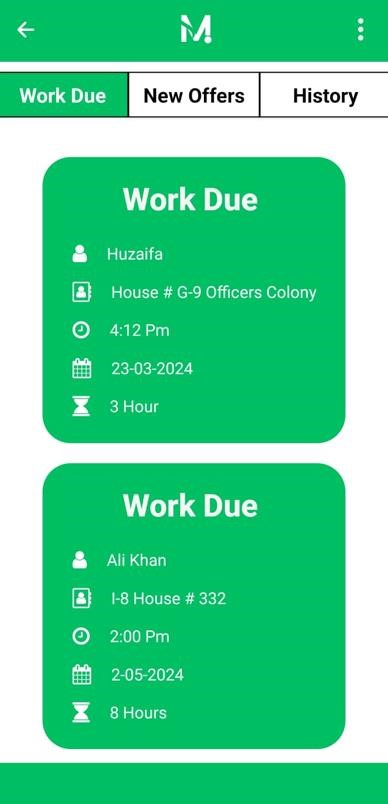 M.
Work Due New Offers History
Work Due
Huzaifa
House # G-9 Officers Colony
4:12 Pm
23-03-2024
3 Hour
Work Due
Ali Khan
I-8 House # 332
2:00 Pm
2-05-2024
8 Hours